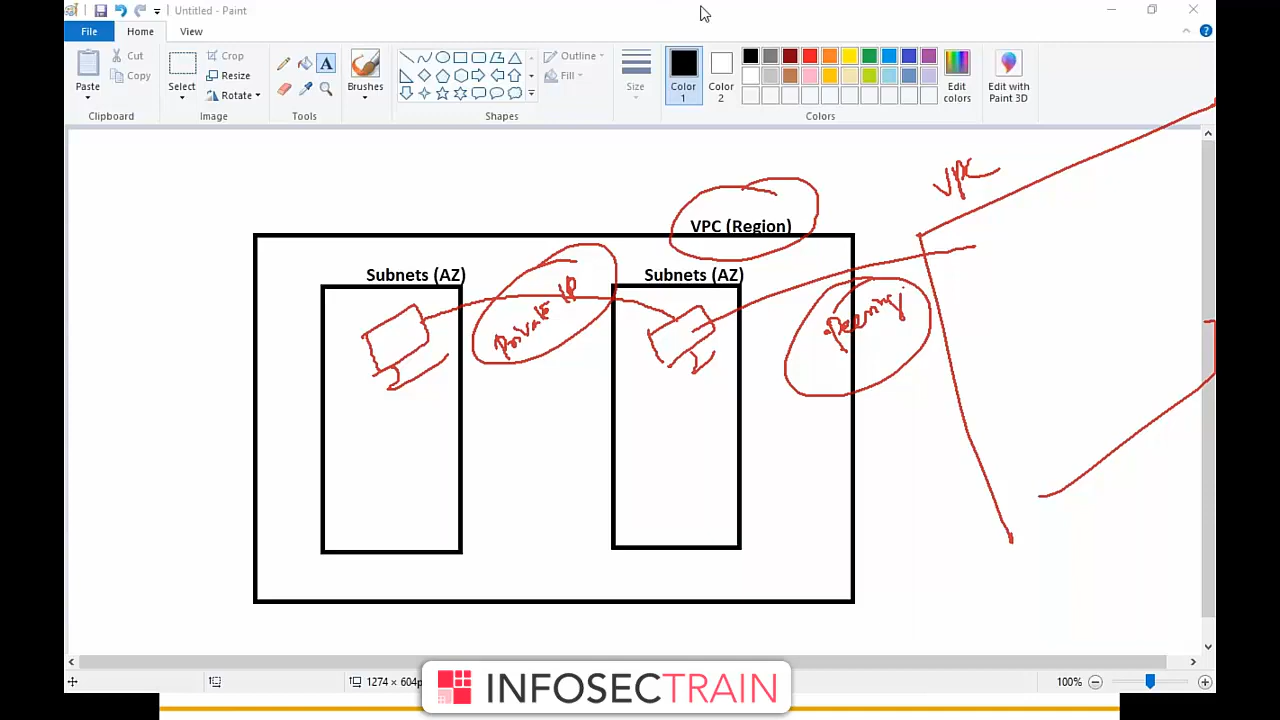 Untitled - Paint
File Home View
Cut
Copy
Paste
Clipboard
Crop
Resize
Rotate
Select
Image
A
Tools
Brushes
Outline
Fill
Shapes
Size
Color
1
Color
2
Edit
colors
Colors
Edit with
Paint 3D
VPC
VPC (Region)
Subnets (AZ) Subnets (AZ)
Private IP
Peering
1274 × 604p
100%
INFOSECTRAIN